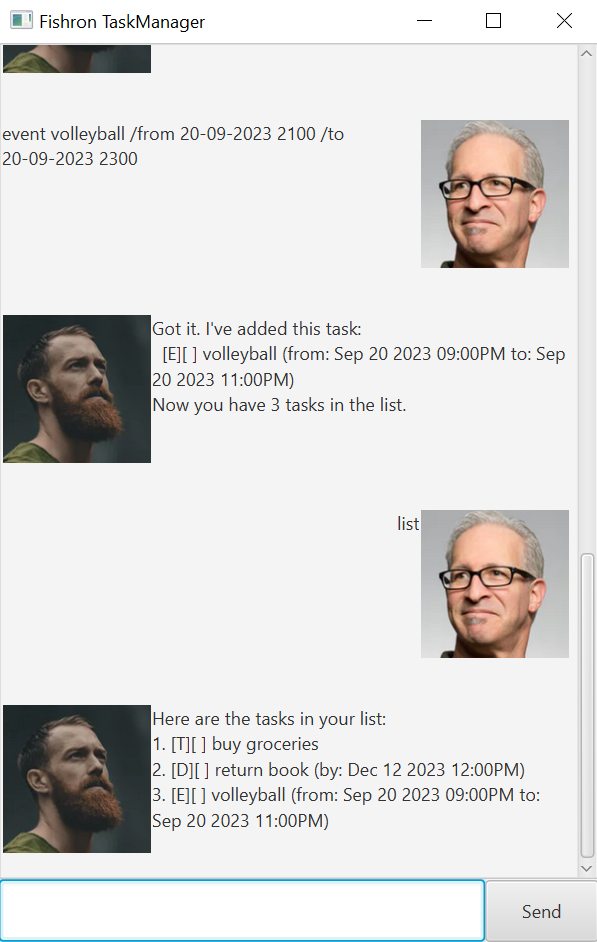 Fishron TaskManager
event volleyball /from 20-09-2023 2100 /to
20-09-2023 2300
Got it. I've added this task:
[E][ ] volleyball (from: Sep 20 2023 09:00PM to: Sep
20 2023 11:00PM)
Now you have 3 tasks in the list.
list
Here are the tasks in your list:
1. [T][ ] buy groceries
2. [D][ ] return book (by: Dec 12 2023 12:00PM)
3. [E][ ] volleyball (from: Sep 20 2023 09:00PM to:
Sep 20 2023 11:00PM)
Send